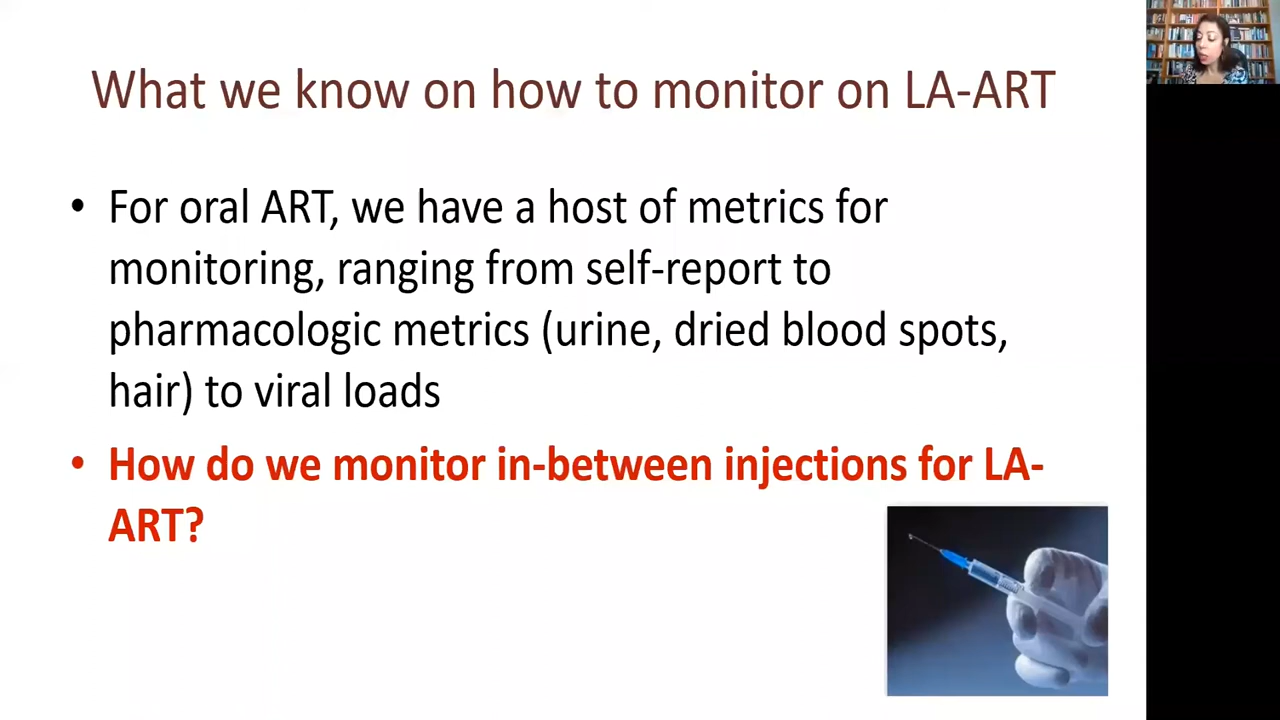 What we know on how to monitor on LA-ART
• For oral ART, we have a host of metrics for
monitoring, ranging from self-report to
pharmacologic metrics (urine, dried blood spots,
hair) to viral loads
• How do we monitor in-between injections for LA-
ART?